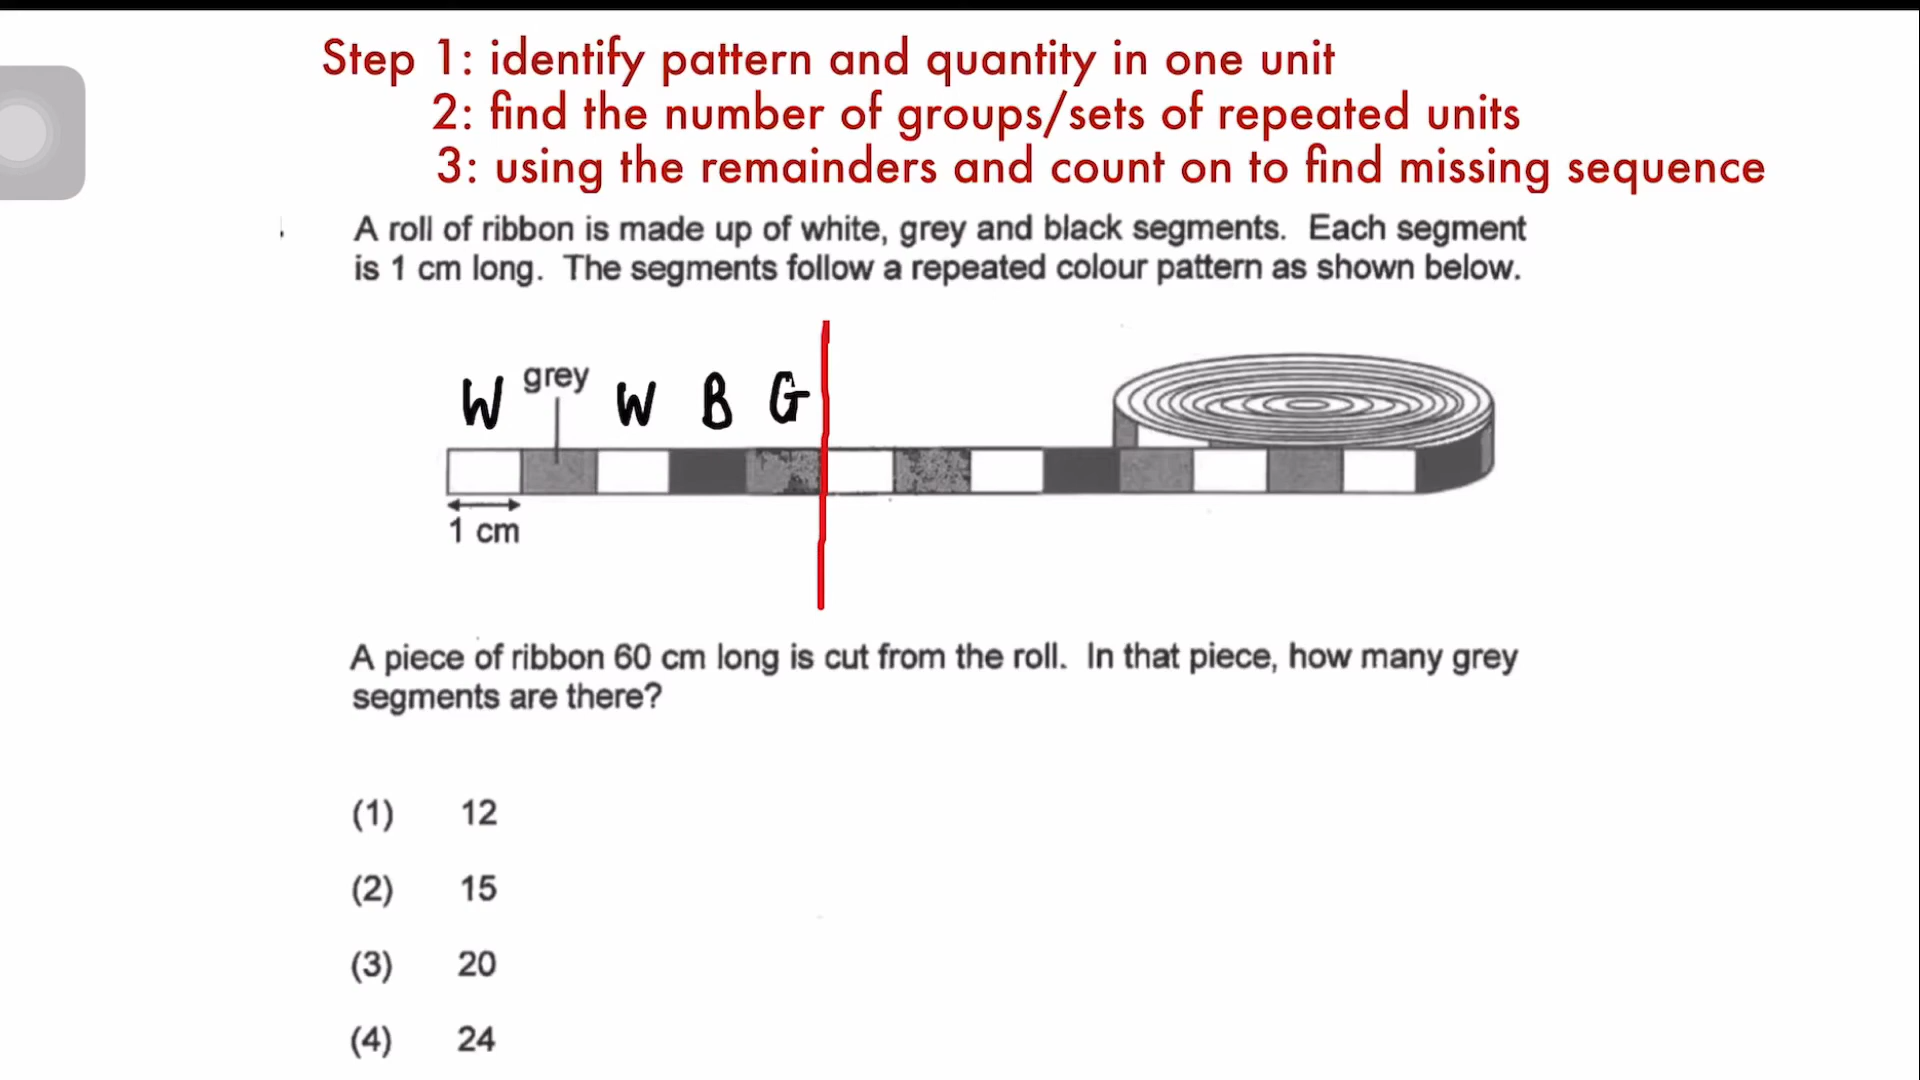 Step 1: identify pattern and quantity in one unit
2: find the number of groups/sets of repeated units
3: using the remainders and count on to find missing sequence
A roll of ribbon is made up of white, grey and black segments. Each segment
is 1 cm long. The segments follow a repeated colour pattern as shown below.
W grey W B G
1 cm
A piece of ribbon 60 cm long is cut from the roll. In that piece, how many grey
segments are there?
(1) 12
(2) 15
(3) 20
(4) 24